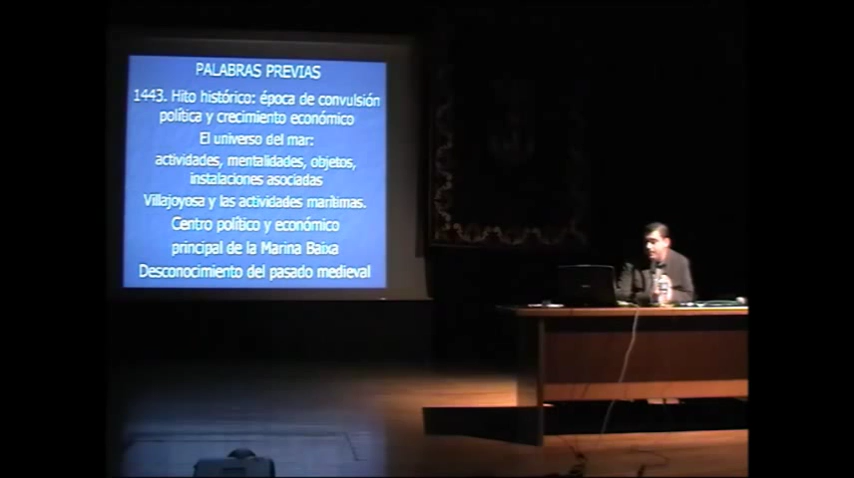 PALABRAS PREVIAS
1443. Hito histórico: época de convulsión
política y crecimiento económico
El universo del mar:
actividades, mentalidades, objetos,
instalaciones asociadas
Villajoyosa y las actividades marítimas.
Centro político y económico
principal de la Marina Baixa
Desconocimiento del pasado medieval